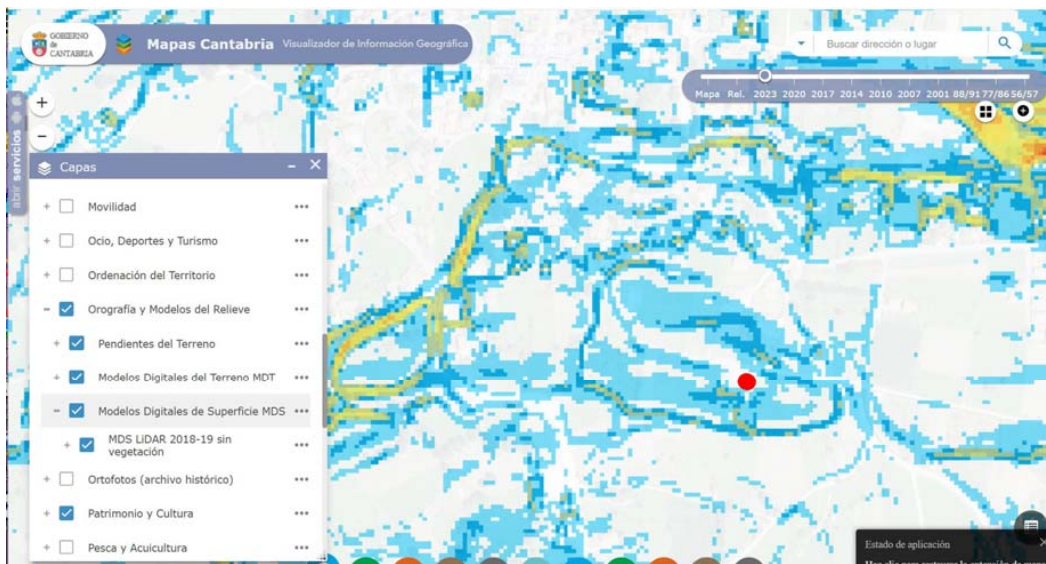 GOBIERNO
de
CANTABRIA
Mapas Cantabria Visualizador de Información Geográfica
Buscar dirección o lugar
Mapa Rel. 2023 2020 2017 2014 2010 2007 2001 88/91 77/86 56/57
+
−
abrir servicios
Capas
Movilidad
Ocio, Deportes y Turismo
Ordenación del Territorio
Orografía y Modelos del Relieve
Pendientes del Terreno
Modelos Digitales del Terreno MDT
Modelos Digitales de Superficie MDS
MDS LiDAR 2018-19 sin
vegetación
Ortofotos (archivo histórico)
Patrimonio y Cultura
Pesca y Acuicultura
Estado de aplicación